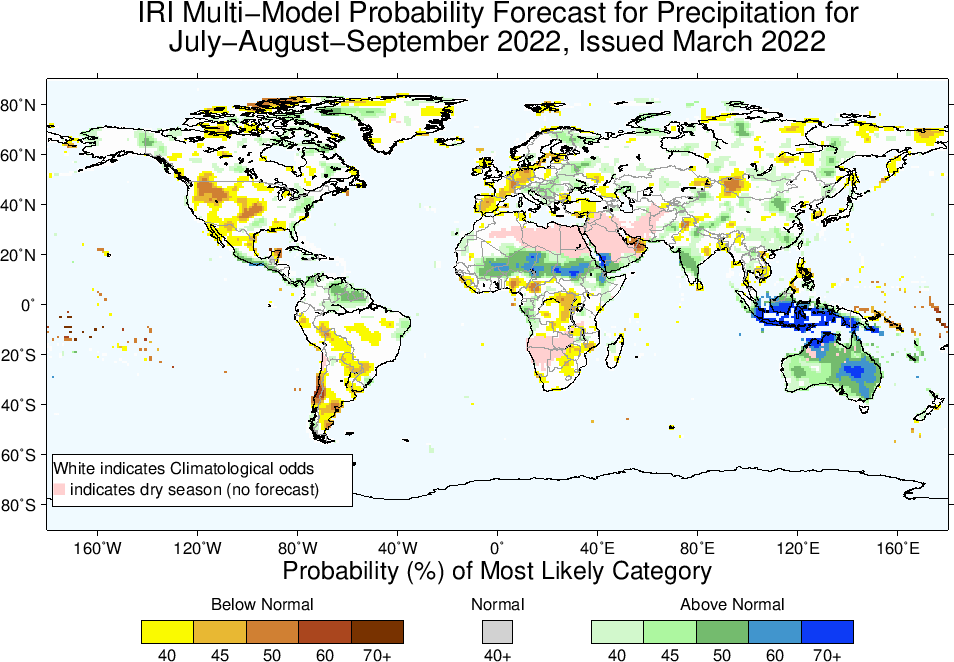 IRI Multi−Model Probability Forecast for Precipitation for
July−August−September 2022, Issued March 2022
80˚N
60˚N
40˚N
20˚N
0˚
20˚S
40˚S
60˚S
80˚S
White indicates Climatological odds
indicates dry season (no forecast)
160˚W 120˚W 80˚W 40˚W 0˚ 40˚E 80˚E 120˚E 160˚E
Probability (%) of Most Likely Category
Below Normal Normal Above Normal
40 45 50 60 70+ 40+ 40 45 50 60 70+